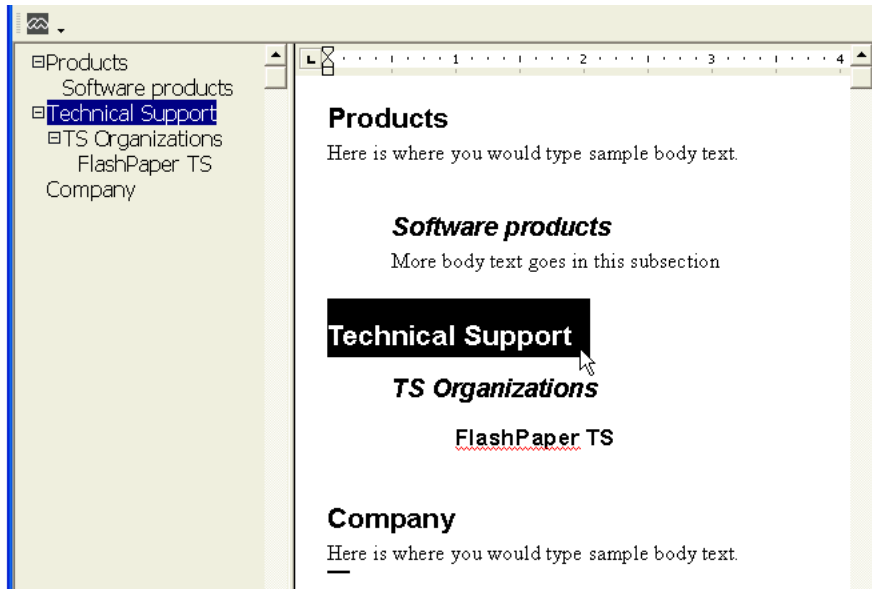 Products
Software products
Technical Support
TS Organizations
FlashPaper TS
Company
1 2 3 4
Products
Here is where you would type sample body text.
Software products
More body text goes in this subsection
Technical Support
TS Organizations
FlashPaper TS
Company
Here is where you would type sample body text.